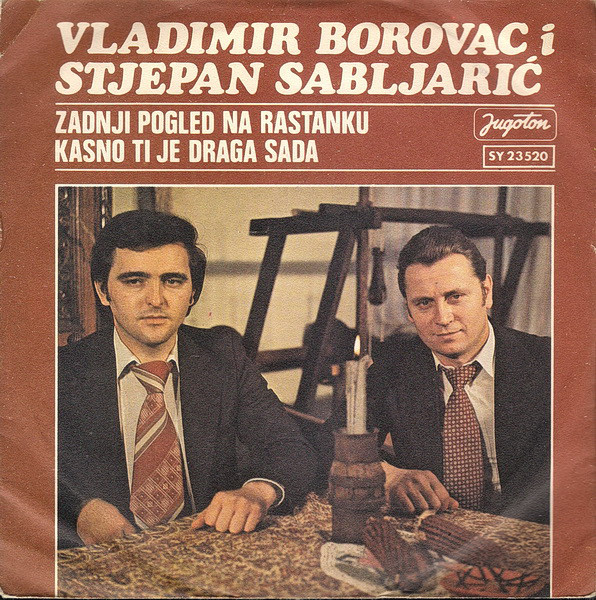 VLADIMIR BOROVAC i
STJEPAN SABLJARIĆ
ZADNJI POGLED NA RASTANKU
KASNO TI JE DRAGA SADA
Jugoton
SY 23520